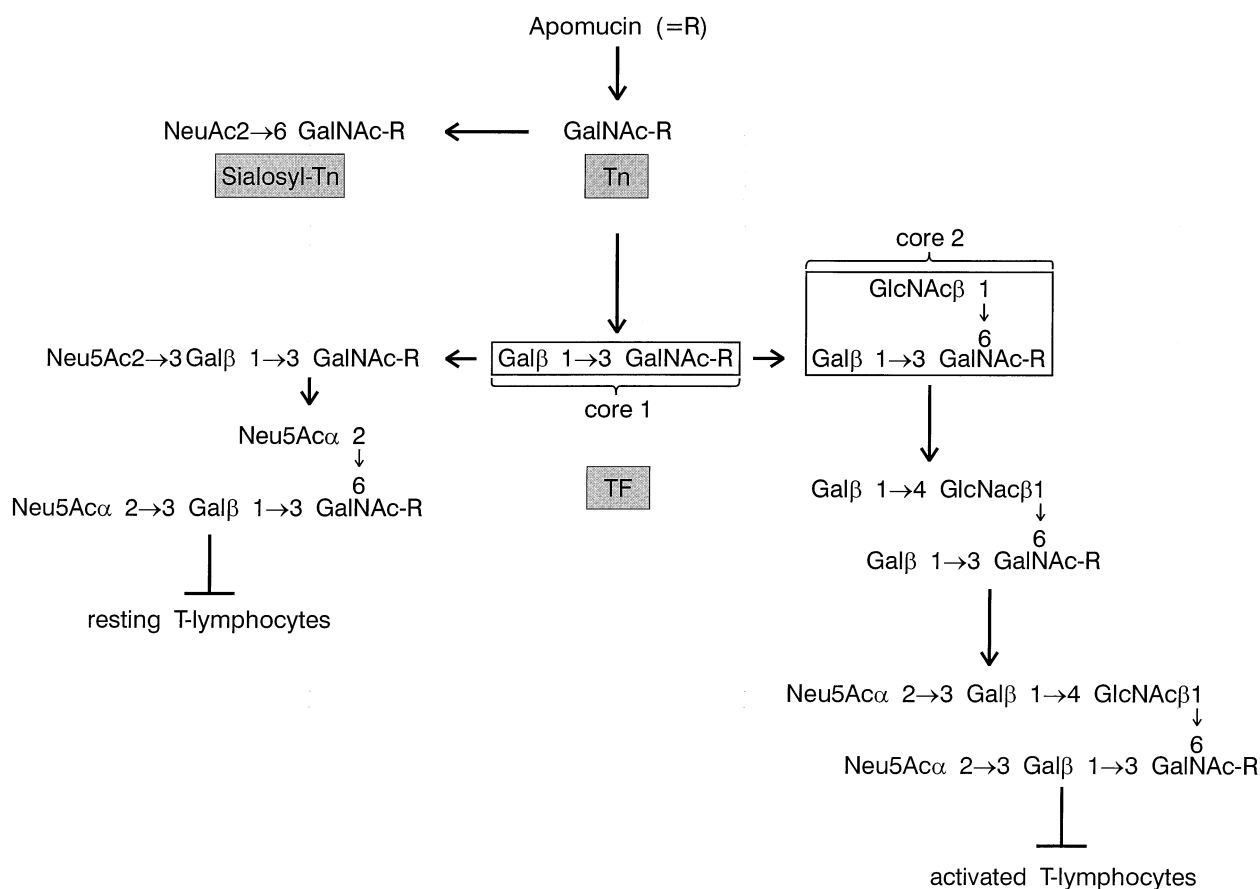 Apomucin (=R)
NeuAc2→6 GalNAc-R
GalNAc-R
Sialosyl-Tn
Tn
core 2
GlcNAcβ 1
↓
6
Neu5Ac2→3Galβ 1→3 GalNAc-R
Galβ 1→3 GalNAc-R
Galβ 1→3 GalNAc-R
core 1
Neu5Acα 2
↓
6
Neu5Acα 2→3 Galβ 1→3 GalNAc-R
TF
Galβ 1→4 GlcNacβ1
↓
6
Galβ 1→3 GalNAc-R
resting T-lymphocytes
Neu5Acα 2→3 Galβ 1→4 GlcNAcβ1
↓
6
Neu5Acα 2→3 Galβ 1→3 GalNAc-R
activated T-lymphocytes